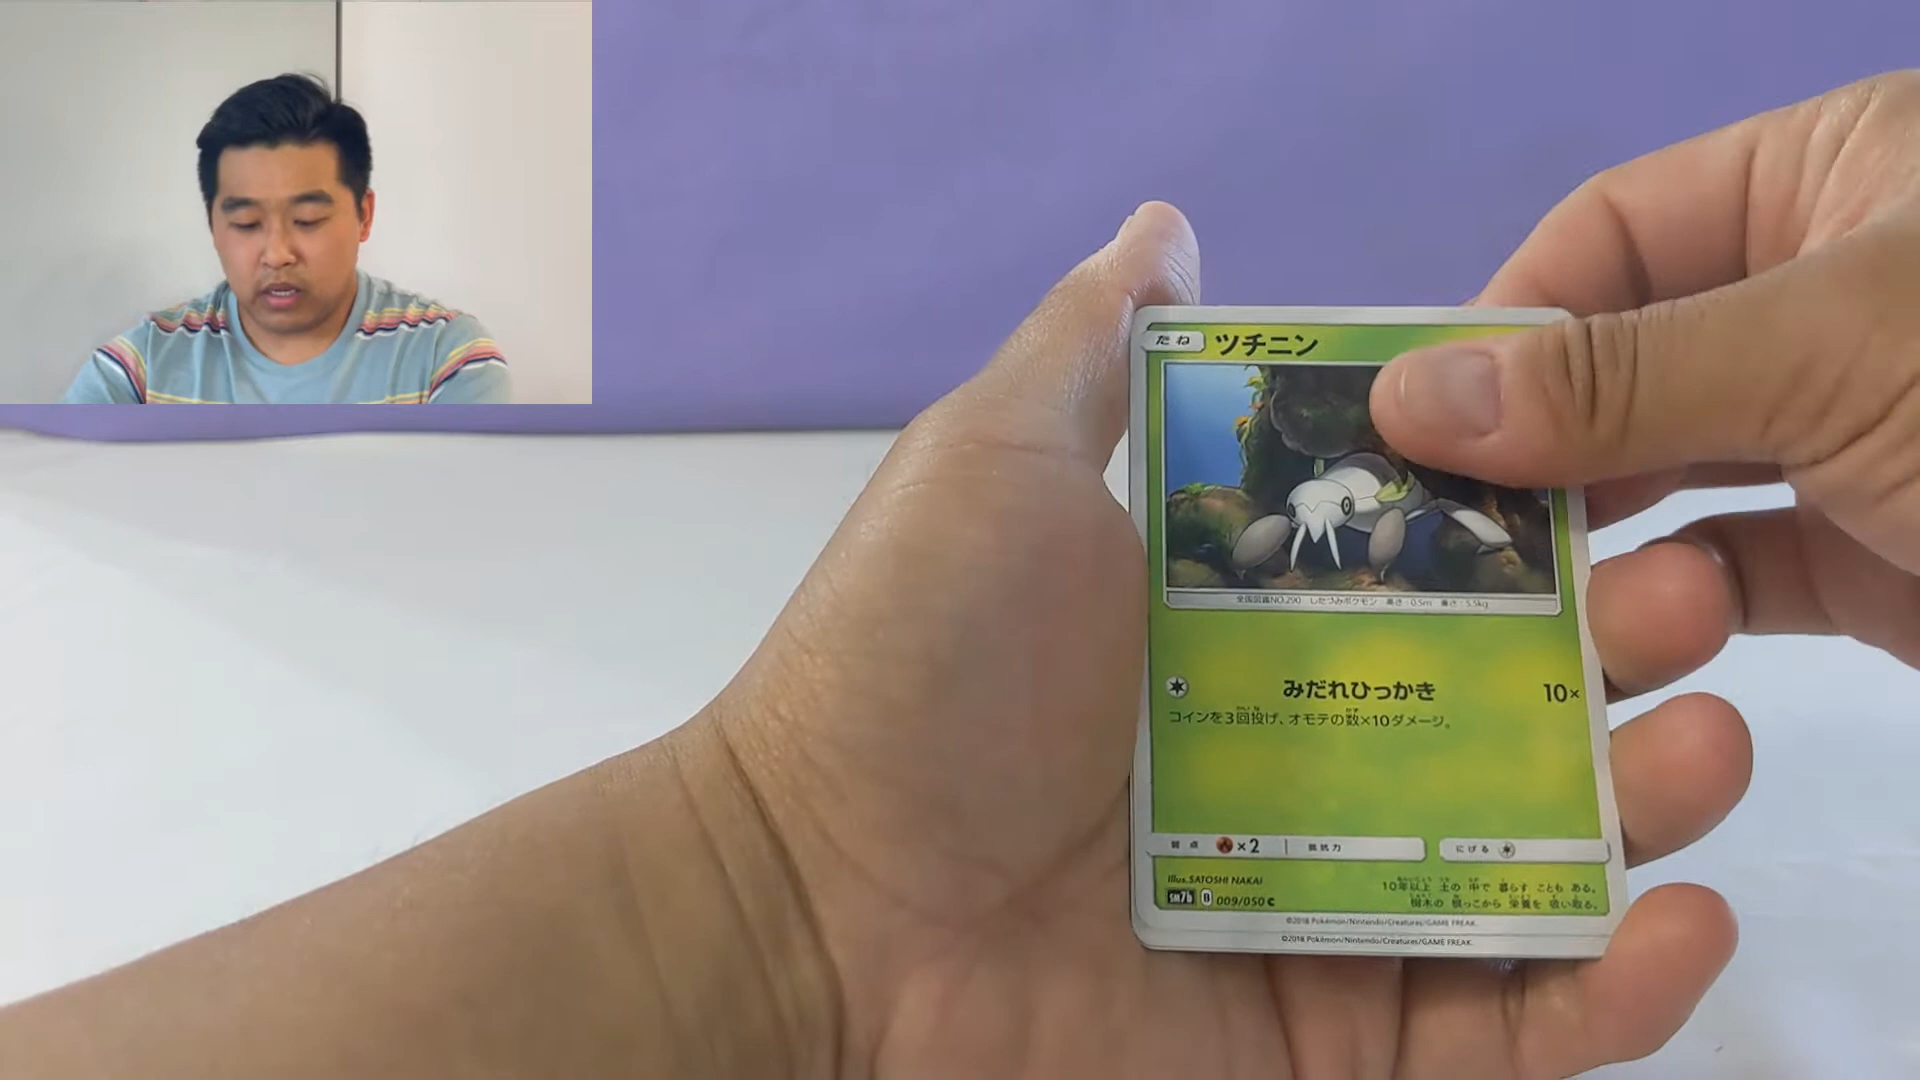 たね ツチニン
全国図鑑NO.290 したづみポケモン 高さ:0.5m 重さ:5.5kg
みだれひっかき 10×
コインを3回投げ、オモテの数×10ダメージ。
弱点 ×2 抵抗力 にげる
Illus.SATOSHI NAKAI
10年以上 土の 中で 暮らす ことも ある。
樹木の 根っこから 栄養を 吸い取る。
SM7b D 009/050 C
©2018 Pokémon/Nintendo/Creatures/GAME FREAK.
©2018 Pokémon/Nintendo/Creatures/GAME FREAK.